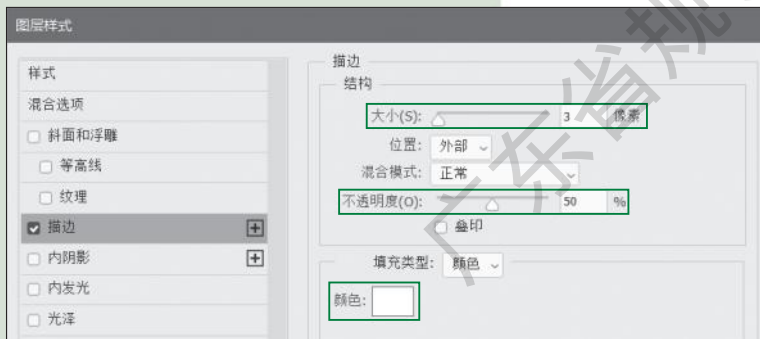 图层样式
样式
混合选项
斜面和浮雕
等高线
纹理
描边
内阴影
内发光
光泽
描边
结构
大小(S): 3 像素
位置: 外部
混合模式: 正常
不透明度(O): 50 %
叠印
填充类型: 颜色
颜色:
广东省规